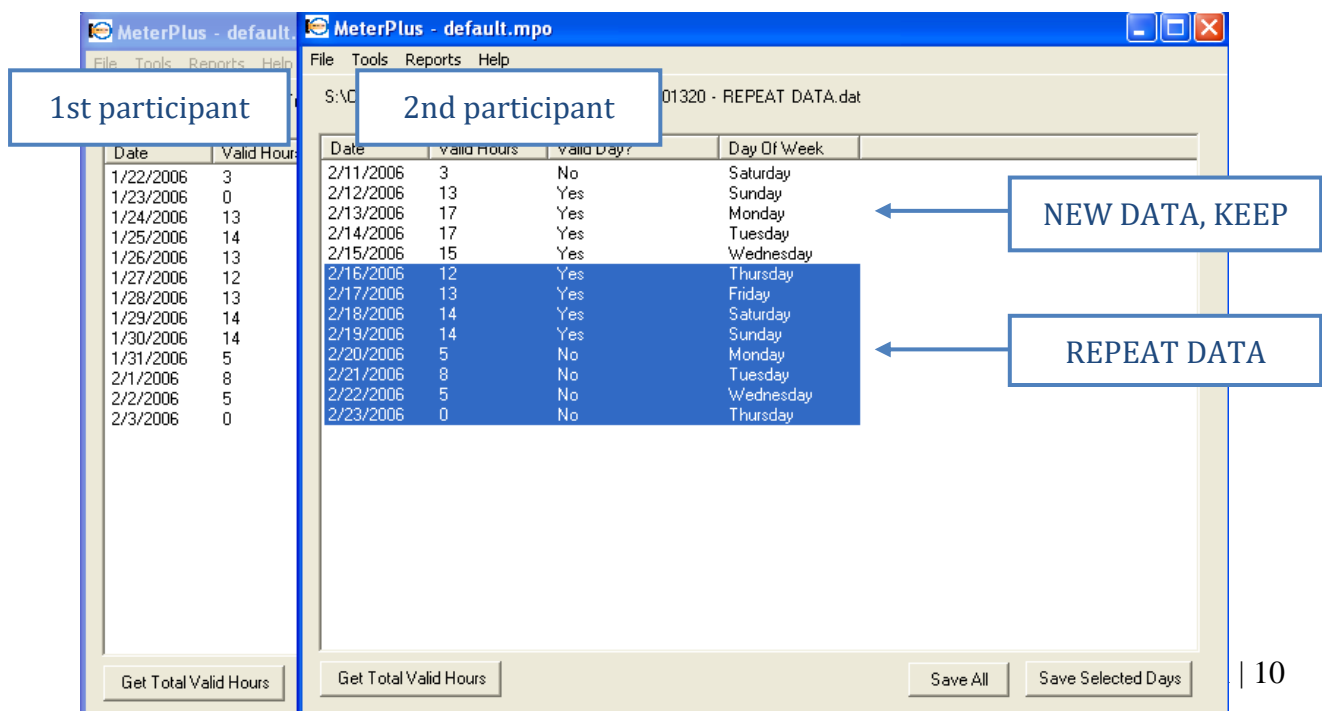 MeterPlus - default.
File Tools Reports Help
1st participant
Date Valid Hours
1/22/2006 3
1/23/2006 0
1/24/2006 13
1/25/2006 14
1/26/2006 13
1/27/2006 12
1/28/2006 13
1/29/2006 14
1/30/2006 14
1/31/2006 5
2/1/2006 8
2/2/2006 5
2/3/2006 0
Get Total Valid Hours
MeterPlus - default.mpo
File Tools Reports Help
2nd participant
01320 - REPEAT DATA.dat
Date Valid Hours Valid Day? Day Of Week
2/11/2006 3 No Saturday
2/12/2006 13 Yes Sunday
2/13/2006 17 Yes Monday
2/14/2006 17 Yes Tuesday
2/15/2006 15 Yes Wednesday
2/16/2006 12 Yes Thursday
2/17/2006 13 Yes Friday
2/18/2006 14 Yes Saturday
2/19/2006 14 Yes Sunday
2/20/2006 5 No Monday
2/21/2006 8 No Tuesday
2/22/2006 5 No Wednesday
2/23/2006 0 No Thursday
NEW DATA, KEEP
REPEAT DATA
Get Total Valid Hours Save All Save Selected Days
| 10